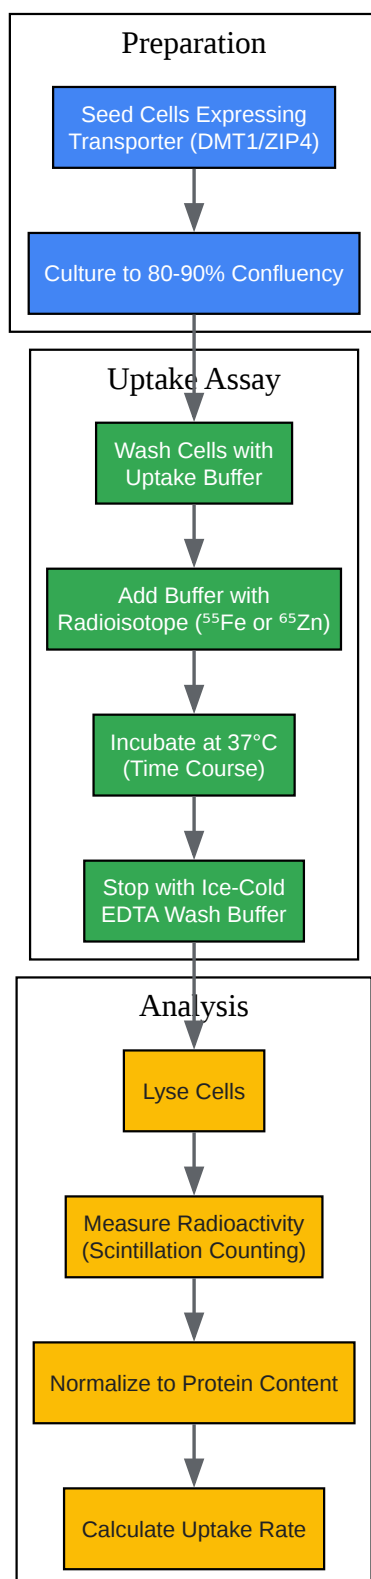 Preparation
Seed Cells Expressing
Transporter (DMT1/ZIP4)
Culture to 80-90% Confluency
Uptake Assay
Wash Cells with
Uptake Buffer
Add Buffer with
Radioisotope (⁵⁵Fe or ⁶⁵Zn)
Incubate at 37°C
(Time Course)
Stop with Ice-Cold
EDTA Wash Buffer
Analysis
Lyse Cells
Measure Radioactivity
(Scintillation Counting)
Normalize to Protein Content
Calculate Uptake Rate